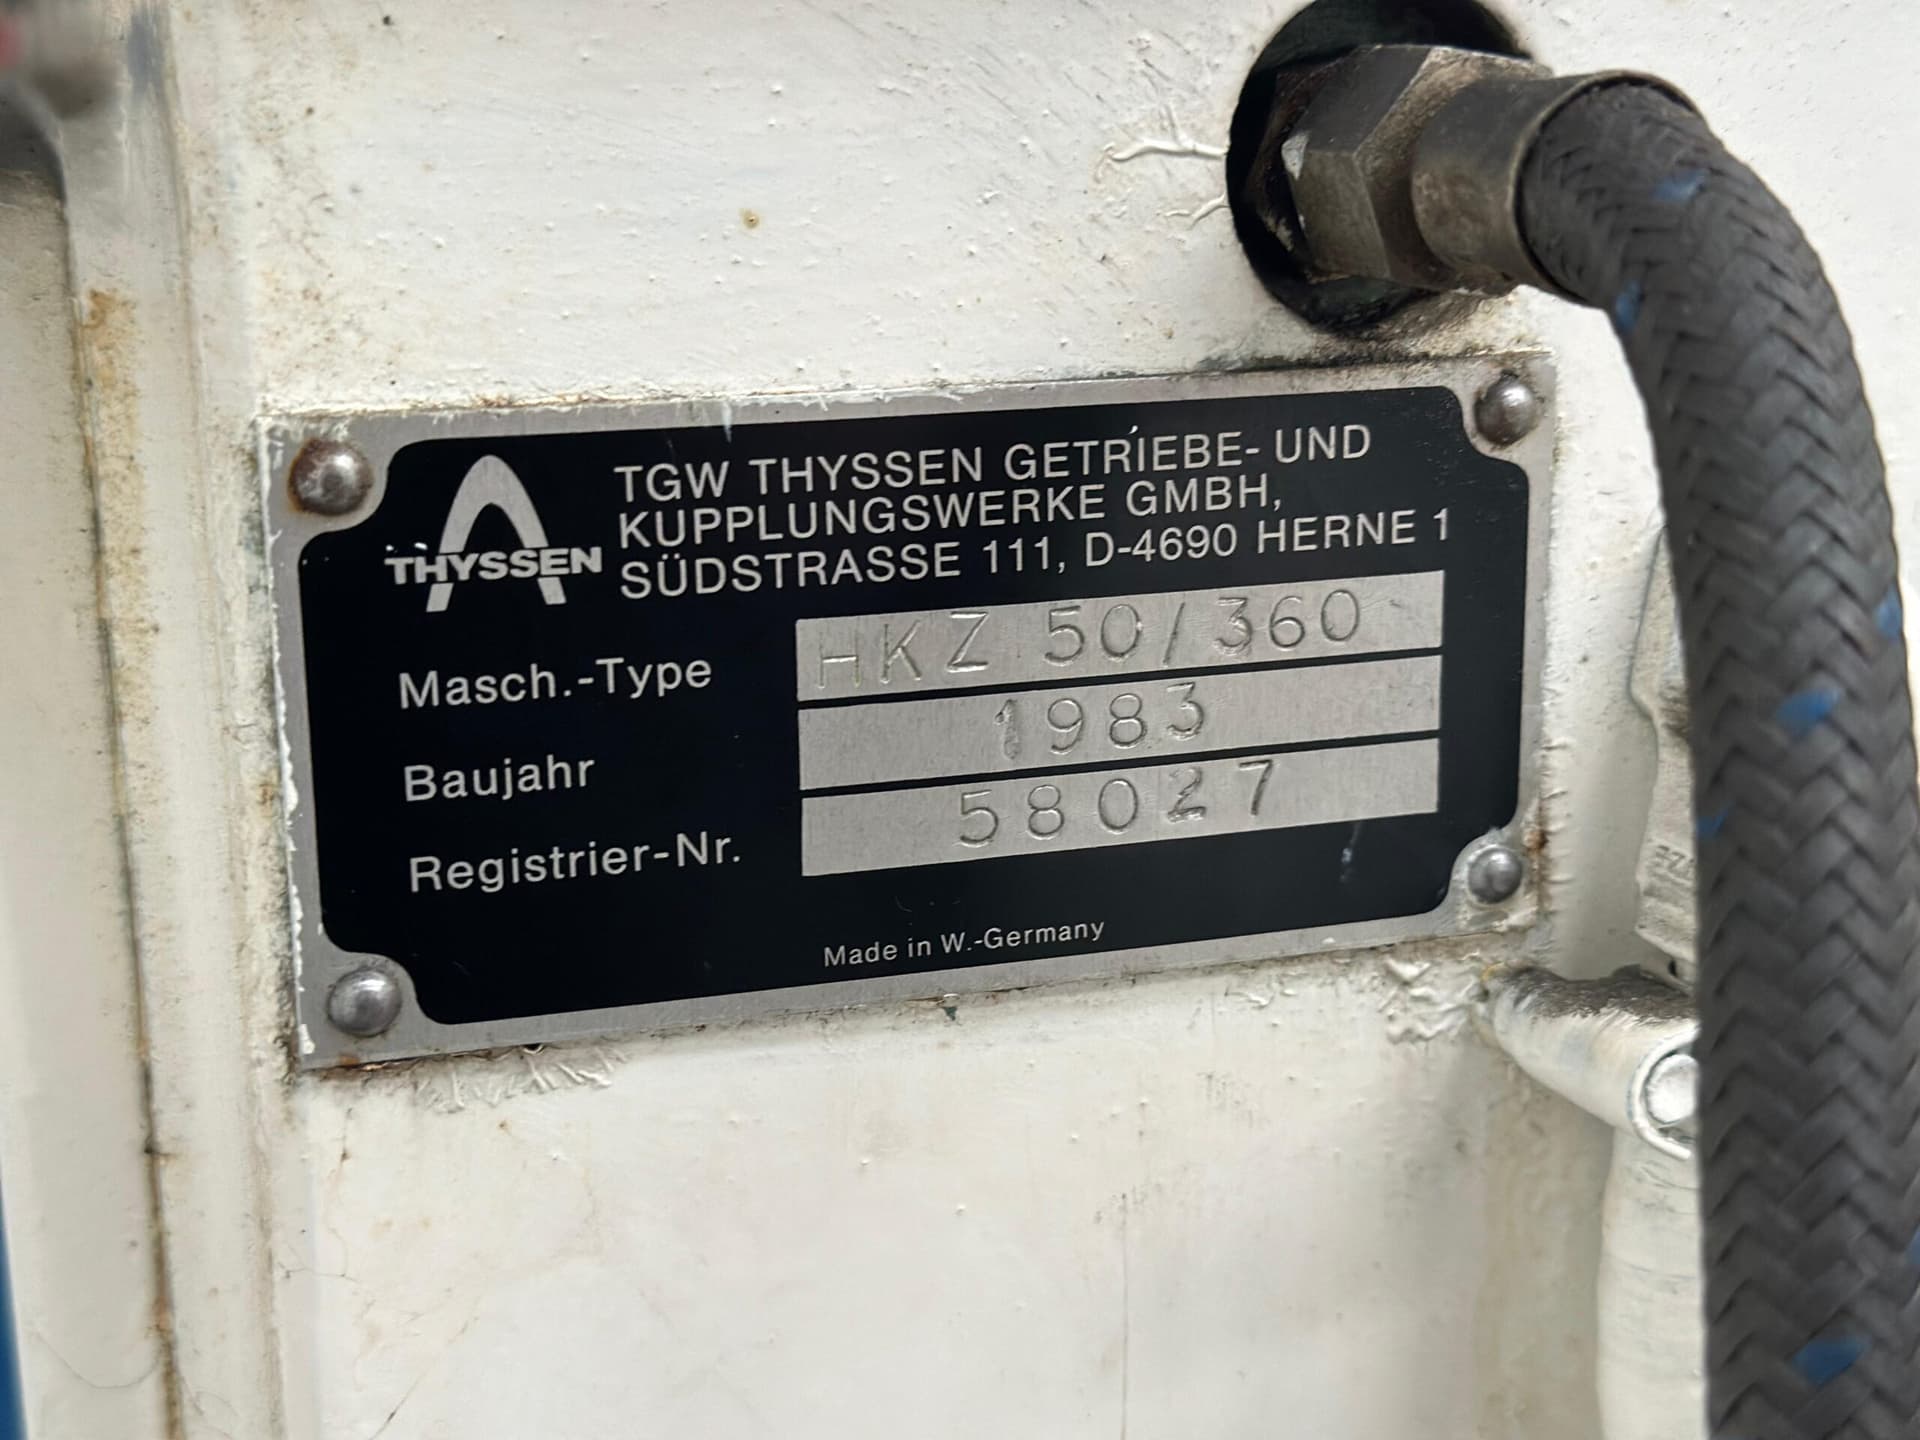 THYSSEN
TGW THYSSEN GETRIEBE- UND
KUPPLUNGSWERKE GMBH,
SÜDSTRASSE 111, D-4690 HERNE 1
Masch.-Type HKZ 50/360
Baujahr 1983
Registrier-Nr. 58027
Made in W.-Germany